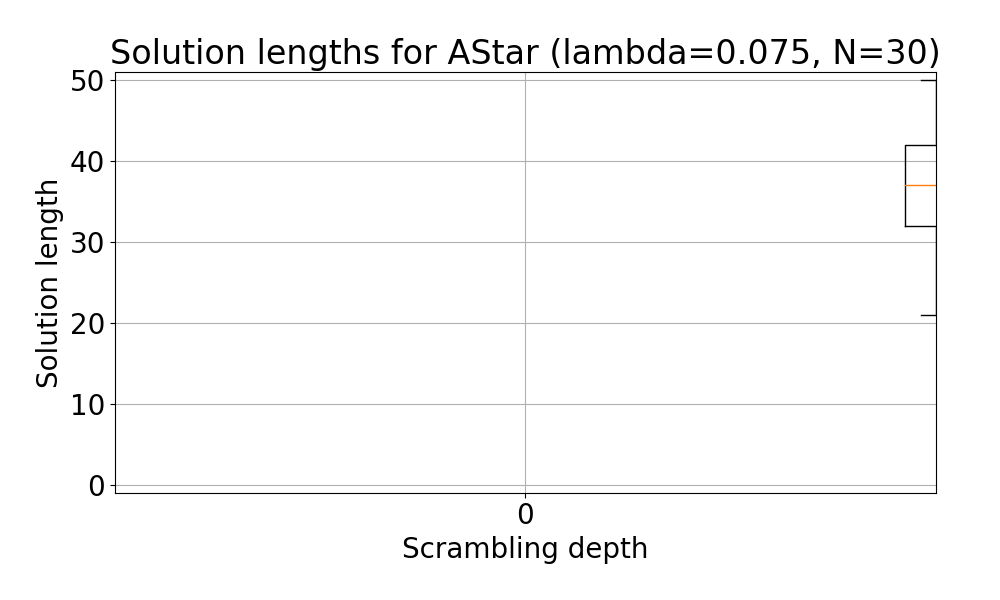 Solution lengths for AStar (lambda=0.075, N=30)
50
40
30
20
10
0
Solution length
0
Scrambling depth